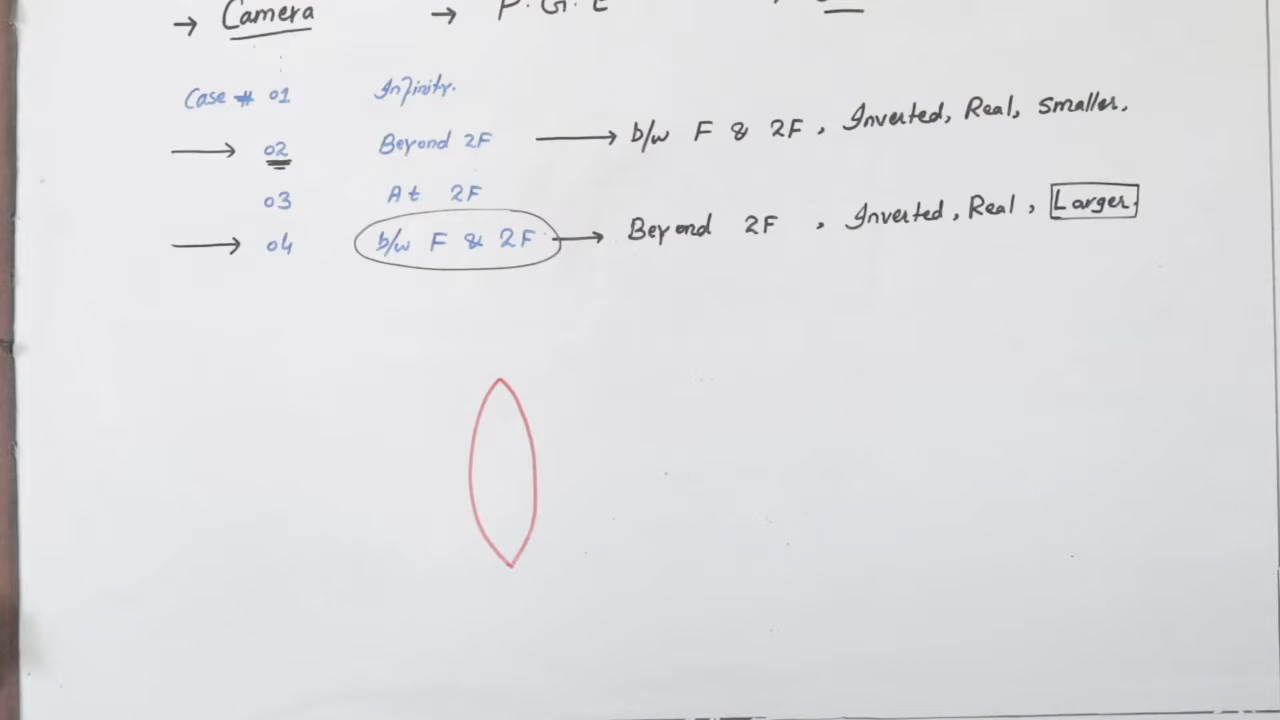 → Camera → P.G.E
Case # 01 Infinity.
→ 02 Beyond 2F → b/w F & 2F, Inverted, Real, Smaller.
03 At 2F
→ 04 b/w F & 2F → Beyond 2F, Inverted, Real, Larger.